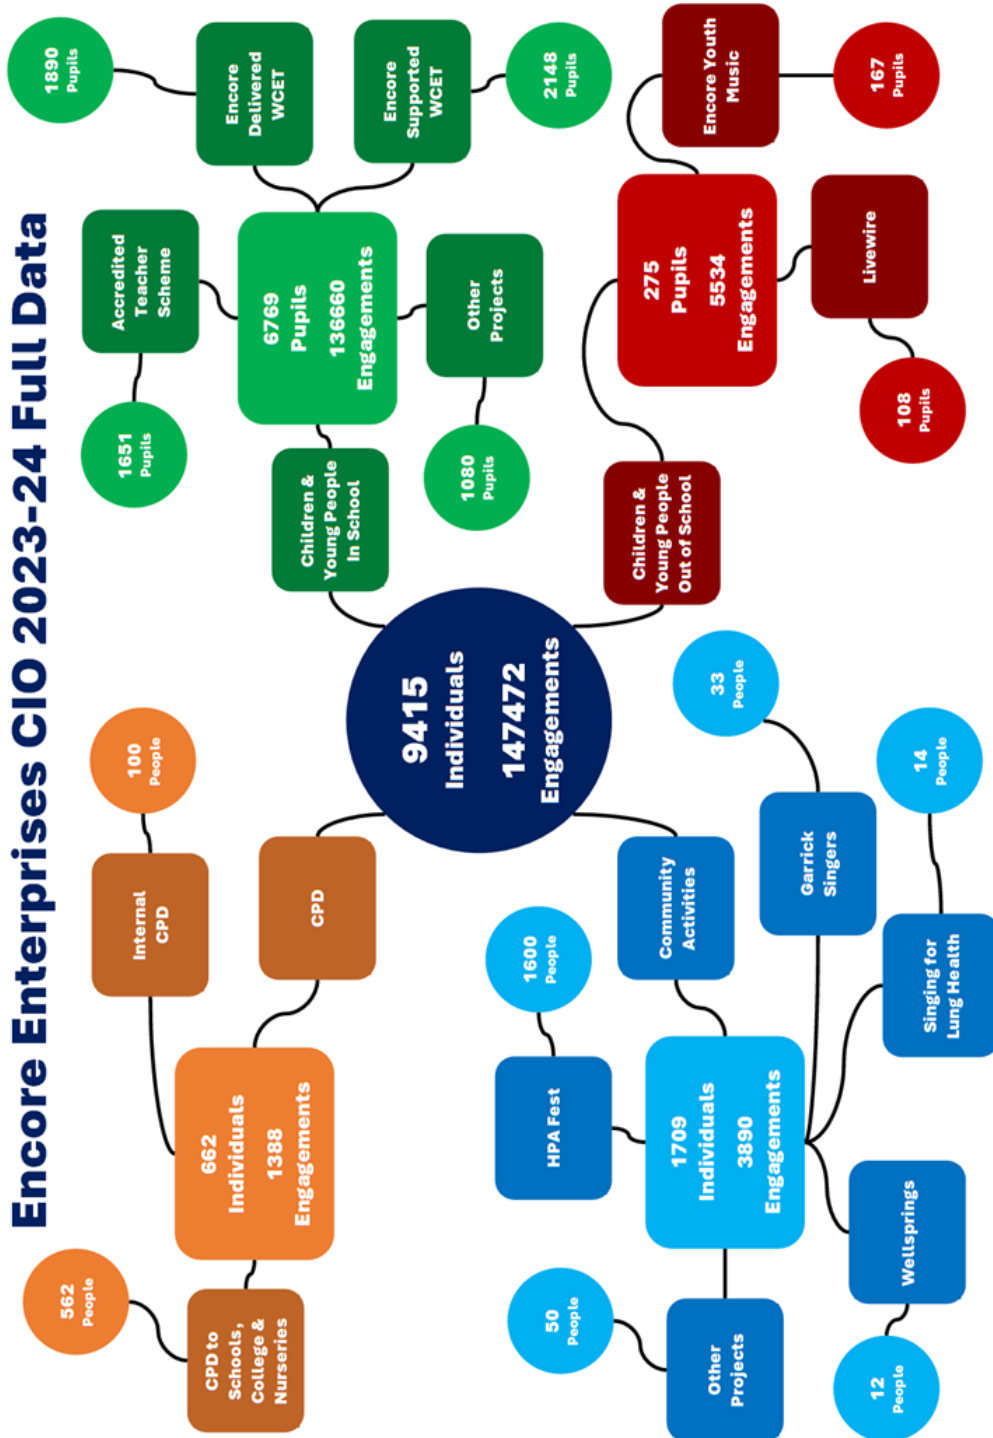 Encore Enterprises CIO 2023-24 Full Data
562
People
CPD to
Schools,
College &
Nurseries
662
Individuals
1388
Engagements
Internal
CPD
100
People
CPD
9415
Individuals
147472
Engagements
Children &
Young People
In School
1651
Pupils
Accredited
Teacher
Scheme
6769
Pupils
136660
Engagements
1890
Pupils
Encore
Delivered
WCET
Encore
Supported
WCET
2148
Pupils
Other
Projects
1080
Pupils
Children &
Young People
Out of School
275
Pupils
5534
Engagements
Encore Youth
Music
167
Pupils
Livewire
108
Pupils
Community
Activities
1709
Individuals
3890
Engagements
HPA Fest
1600
People
50
People
Other
Projects
Wellsprings
12
People
Singing for
Lung Health
14
People
Garrick
Singers
33
People